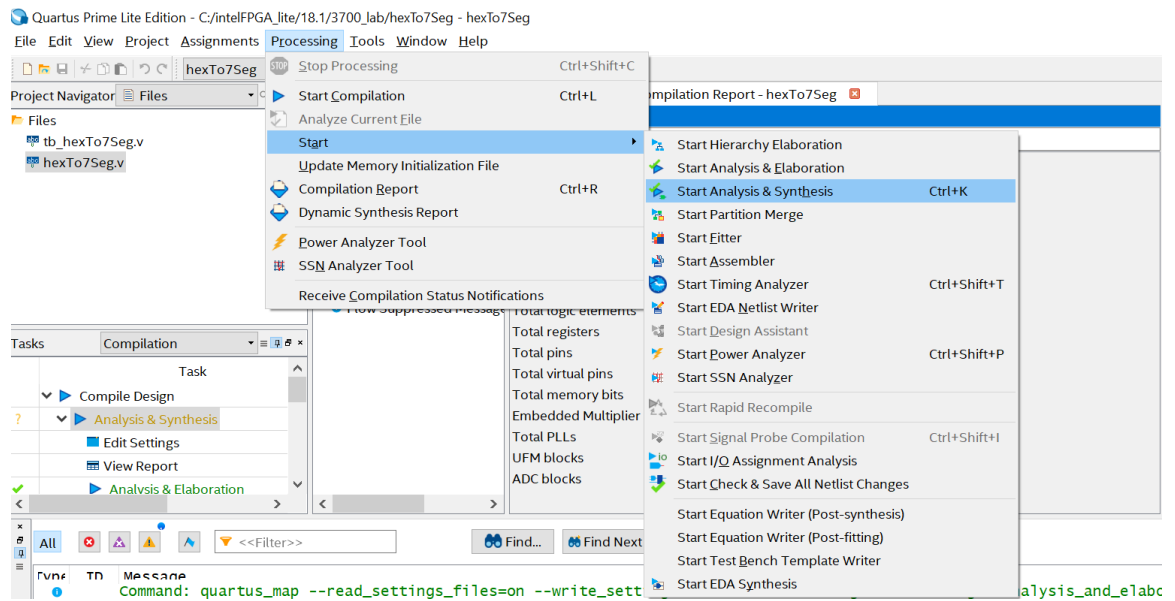 Quartus Prime Lite Edition - C:/intelFPGA_lite/18.1/3700_lab/hexTo7Seg - hexTo7Seg
File Edit View Project Assignments Processing Tools Window Help
hexTo7Seg
Project Navigator Files
Files
tb_hexTo7Seg.v
hexTo7Seg.v
STOP Stop Processing Ctrl+Shift+C
Start Compilation Ctrl+L
Analyze Current File
Start
Update Memory Initialization File
Compilation Report Ctrl+R
Dynamic Synthesis Report
Power Analyzer Tool
SSN Analyzer Tool
Receive Compilation Status Notifications
mpilation Report - hexTo7Seg
Start Hierarchy Elaboration
Start Analysis & Elaboration
Start Analysis & Synthesis Ctrl+K
Start Partition Merge
Start Fitter
Start Assembler
Start Timing Analyzer Ctrl+Shift+T
Start EDA Netlist Writer
Start Design Assistant
Start Power Analyzer Ctrl+Shift+P
Start SSN Analyzer
Start Rapid Recompile
Start Signal Probe Compilation Ctrl+Shift+I
Start I/O Assignment Analysis
Start Check & Save All Netlist Changes
Start Equation Writer (Post-synthesis)
Start Equation Writer (Post-fitting)
Start Test Bench Template Writer
Start EDA Synthesis
Flow Suppressed Message
Total logic elements
Total registers
Total pins
Total virtual pins
Total memory bits
Embedded Multiplier
Total PLLs
UFM blocks
ADC blocks
Tasks Compilation
Task
Compile Design
? Analysis & Synthesis
Edit Settings
View Report
Analysis & Elaboration
All <<Filter>> Find... Find Next
Type ID Message
Command: quartus_map --read_settings_files=on --write_sett alysis_and_elabo